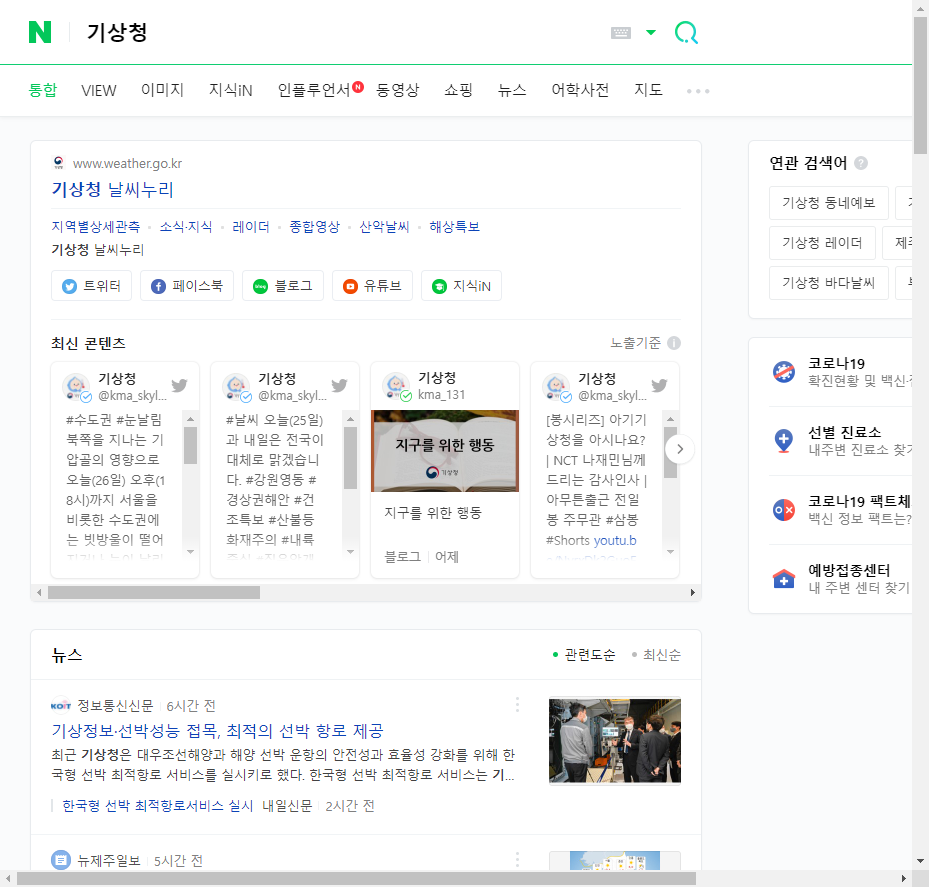 N 기상청
통합 VIEW 이미지 지식iN 인플루언서 N 동영상 쇼핑 뉴스 어학사전 지도
www.weather.go.kr
기상청 날씨누리
지역별상세관측 · 소식·지식 · 레이더 · 종합영상 · 산악날씨 · 해상특보
기상청 날씨누리
트위터 페이스북 블로그 유튜브 지식iN
최신 콘텐츠 노출기준
기상청
@kma_skyl...
#수도권 #눈날림
북쪽을 지나는 기
압골의 영향으로
오늘(26일) 오후(1
8시)까지 서울을
비롯한 수도권에
는 빗방울이 떨어
기상청
@kma_skyl...
#날씨 오늘(25일)
과 내일은 전국이
대체로 맑겠습니
다. #강원영동 #
경상권해안 #건
조특보 #산불등
화재주의 #내륙
기상청
kma_131
지구를 위한 행동
기상청
지구를 위한 행동
블로그 어제
기상청
@kma_skyl...
[봉시리즈] 아기기
상청을 아시나요?
| NCT 나재민님께
드리는 감사인사 |
아무튼출근 전일
봉 주무관 #삼봉
#Shorts youtu.b
뉴스 관련도순 최신순
KOIT 정보통신신문 6시간 전
기상정보·선박성능 접목, 최적의 선박 항로 제공
최근 기상청은 대우조선해양과 해양 선박 운항의 안전성과 효율성 강화를 위해 한
국형 선박 최적항로 서비스를 실시키로 했다. 한국형 선박 최적항로 서비스는 기...
한국형 선박 최적항로서비스 실시 내일신문 2시간 전
뉴제주일보 5시간 전
연관 검색어 ?
기상청 동네예보
기상청 레이더 제주
기상청 바다날씨
코로나19
확진현황 및 백신·
선별 진료소
내주변 진료소 찾기
코로나19 팩트체
백신 정보 팩트는?
예방접종센터
내 주변 센터 찾기